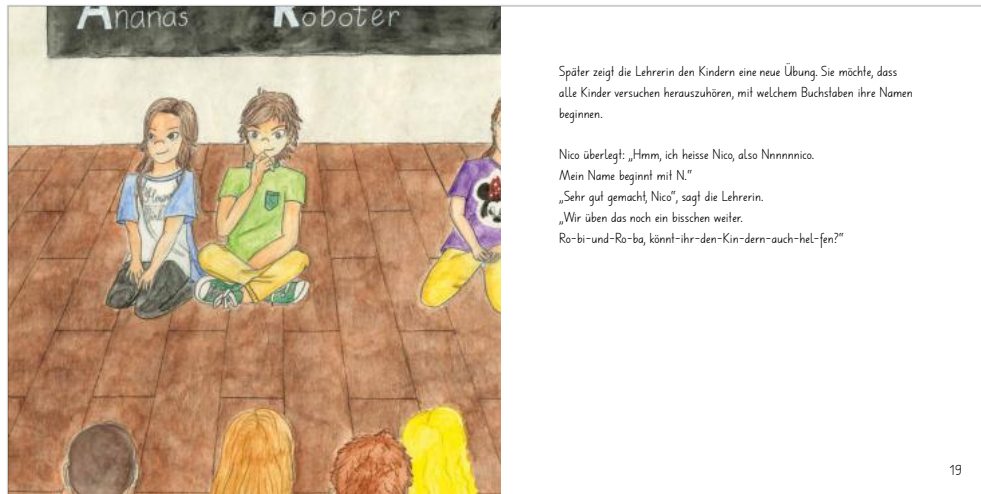 Ananas Roboter
Später zeigt die Lehrerin den Kindern eine neue Übung. Sie möchte, dass
alle Kinder versuchen herauszuhören, mit welchem Buchstaben ihre Namen
beginnen.
Nico überlegt: „Hmm, ich heisse Nico, also Nnnnnnico.
Mein Name beginnt mit N."
„Sehr gut gemacht, Nico", sagt die Lehrerin.
„Wir üben das noch ein bisschen weiter.
Ro-bi-und-Ro-ba, könnt-ihr-den-Kin-dern-auch-hel-fen?"
19